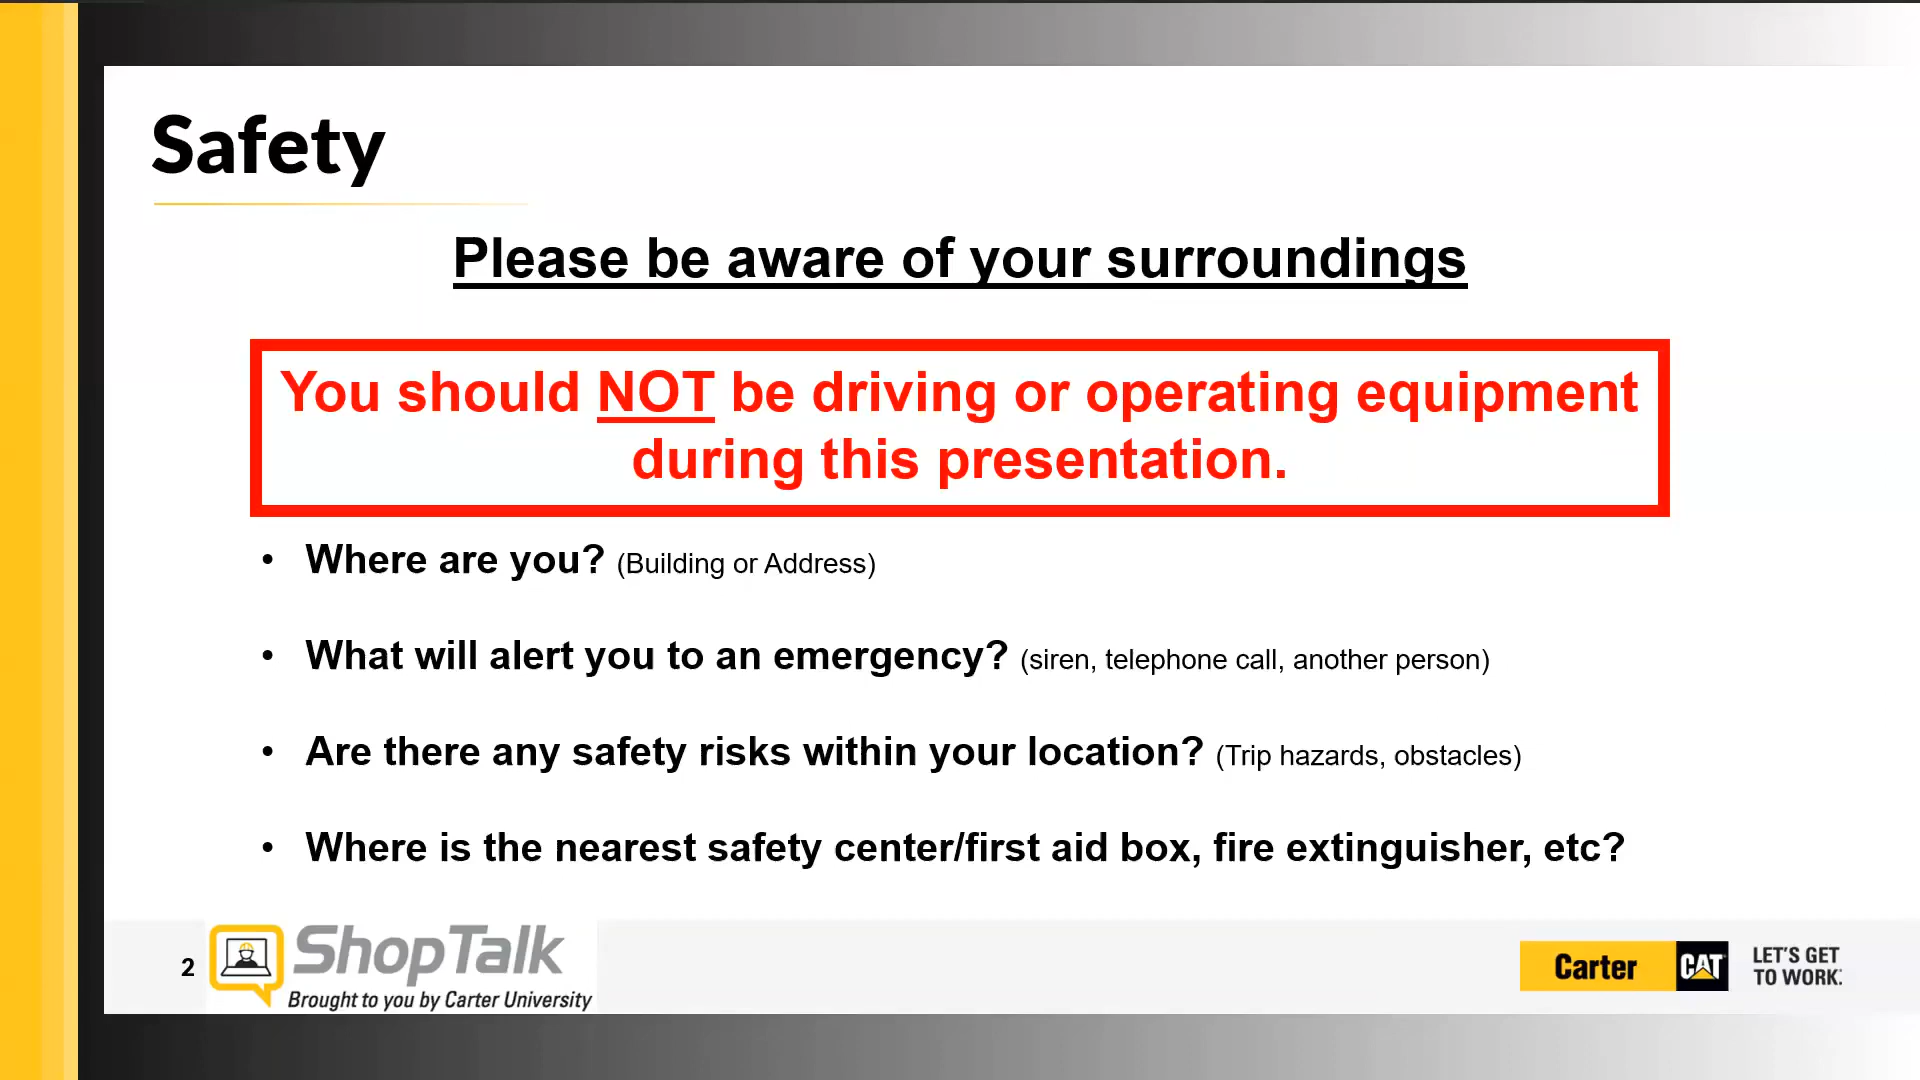 Safety
Please be aware of your surroundings
You should NOT be driving or operating equipment
during this presentation.
• Where are you? (Building or Address)
• What will alert you to an emergency? (siren, telephone call, another person)
• Are there any safety risks within your location? (Trip hazards, obstacles)
• Where is the nearest safety center/first aid box, fire extinguisher, etc?
2
ShopTalk
Brought to you by Carter University
Carter CAT
LET'S GET
TO WORK.